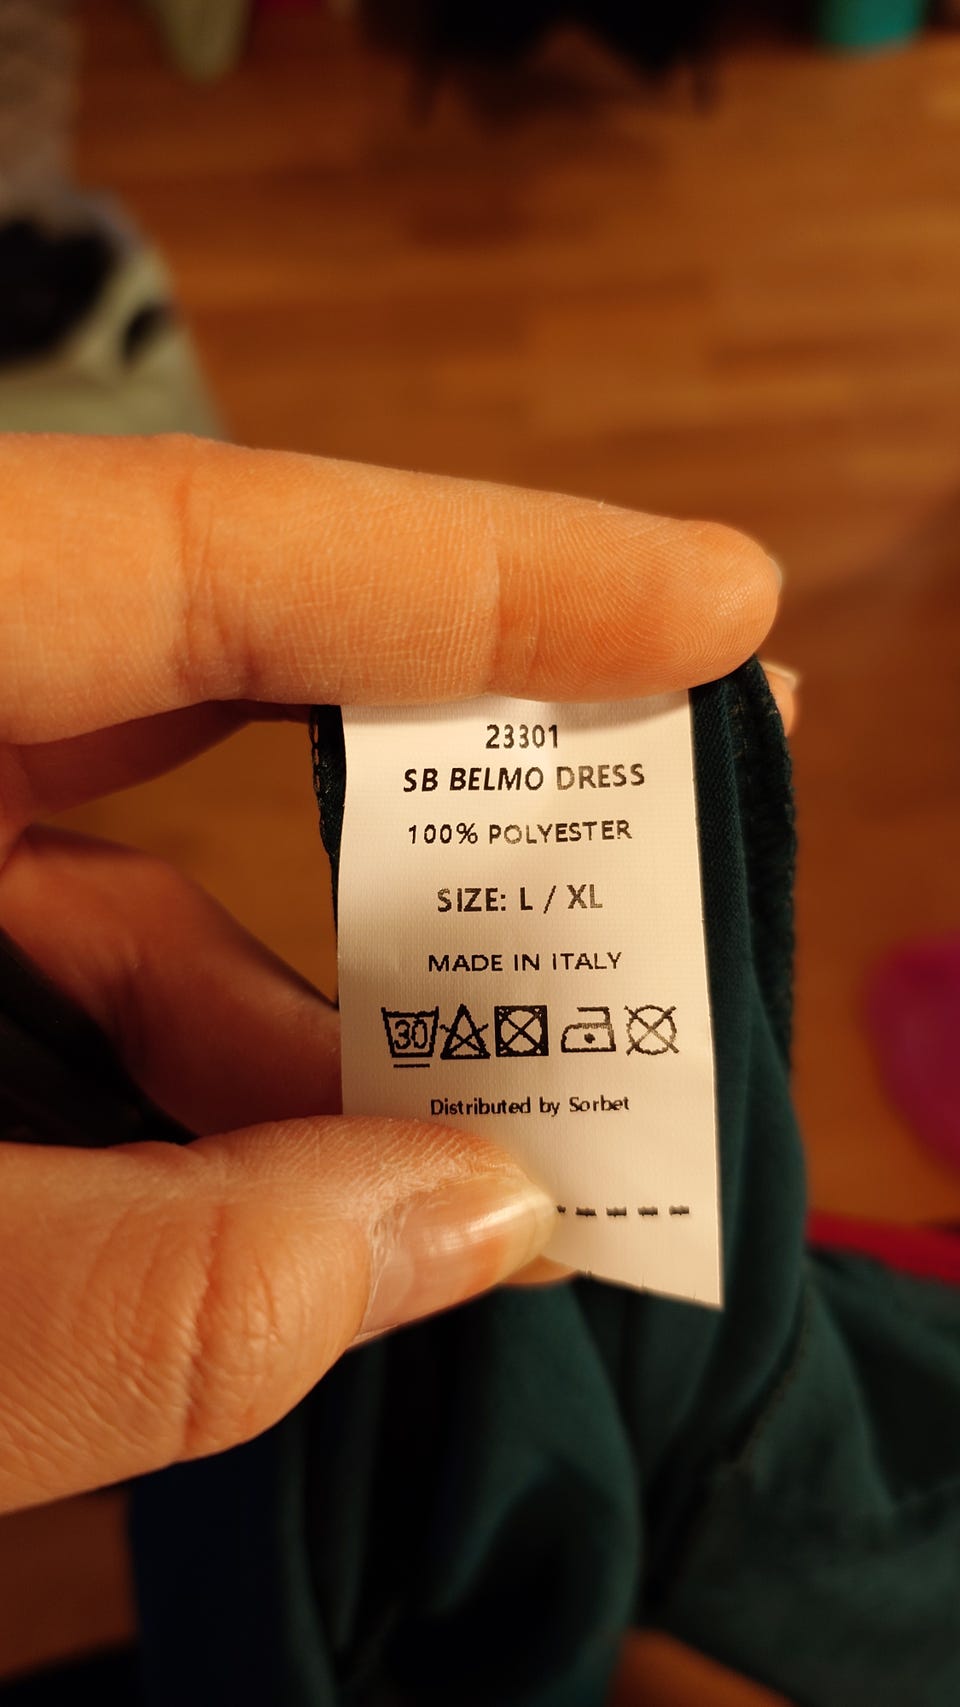 23301
SB BELMO DRESS
100% POLYESTER
SIZE: L / XL
MADE IN ITALY
30
Distributed by Sorbet